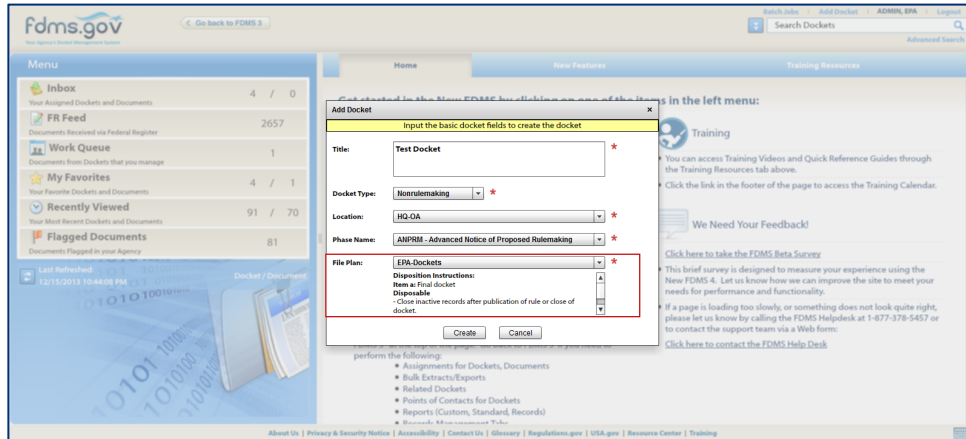 Batch Jobs | Add Docket | ADMIN, EPA | Logout
fdms.gov
Your Agency's Docket Management System
< Go back to FDMS 3
Search Dockets
Advanced Search
Menu
Home
New Features
Training Resources
Inbox
4 / 0
Your Assigned Dockets and Documents
FR Feed
2657
Documents Received via Federal Register
Work Queue
1
Documents from Dockets that you manage
My Favorites
4 / 1
Your Favorite Dockets and Documents
Recently Viewed
91 / 70
Your Most Recent Dockets and Documents
Flagged Documents
81
Documents Flagged in your Agency
Last Refreshed:
12/15/2013 10:44:08 PM
Docket / Document
Get started in the New FDMS by clicking on one of the items in the left menu:
Add Docket
x
Input the basic docket fields to create the docket
Title:
Test Docket
*
Docket Type:
Nonrulemaking
*
Location:
HQ-OA
*
Phase Name:
ANPRM - Advanced Notice of Proposed Rulemaking
*
File Plan:
EPA-Dockets
*
Disposition Instructions:
Item a: Final docket
Disposable
- Close inactive records after publication of rule or close of
docket.
Create
Cancel
Training
You can access Training Videos and Quick Reference Guides through
the Training Resources tab above.
Click the link in the footer of the page to access the Training Calendar.
We Need Your Feedback!
Click here to take the FDMS Beta Survey
This brief survey is designed to measure your experience using the
New FDMS 4. Let us know how we can improve the site to meet your
needs for performance and functionality.
If a page is loading too slowly, or something does not look quite right,
please let us know by calling the FDMS Helpdesk at 1-877-378-5457 or
to contact the support team via a Web form:
Click here to contact the FDMS Help Desk
perform the following:
Assignments for Dockets, Documents
Bulk Extracts/Exports
Related Dockets
Points of Contacts for Dockets
Reports (Custom, Standard, Records)
Records Management Tabs
About Us | Privacy & Security Notice | Accessibility | Contact Us | Glossary | Regulations.gov | USA.gov | Resource Center | Training